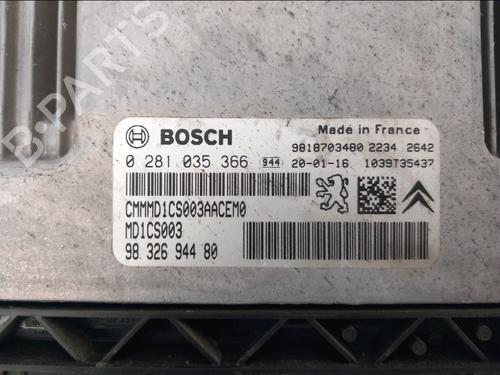 B-PARTS
BOSCH
Made in France
9818703480 2234 2642
0 281 035 366 944 20-01-16 1039T35437
CMMMD1CS003AACEM0
MD1CS003
98 326 944 80